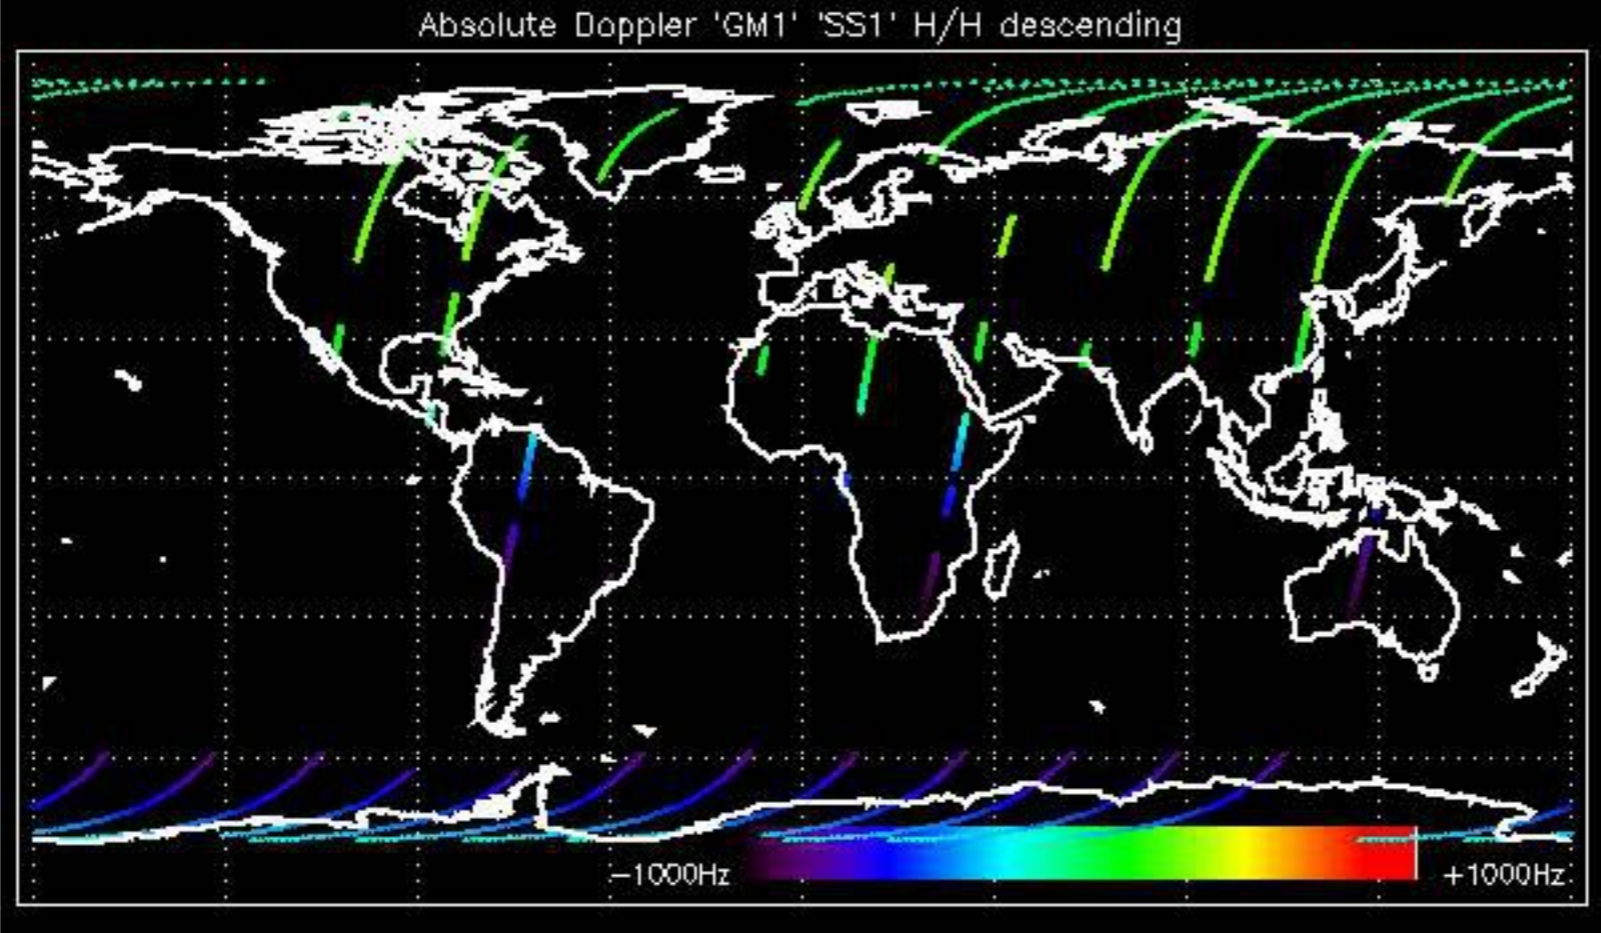 Absolute Doppler 'GM1' 'SS1' H/H descending
−1000Hz +1000Hz